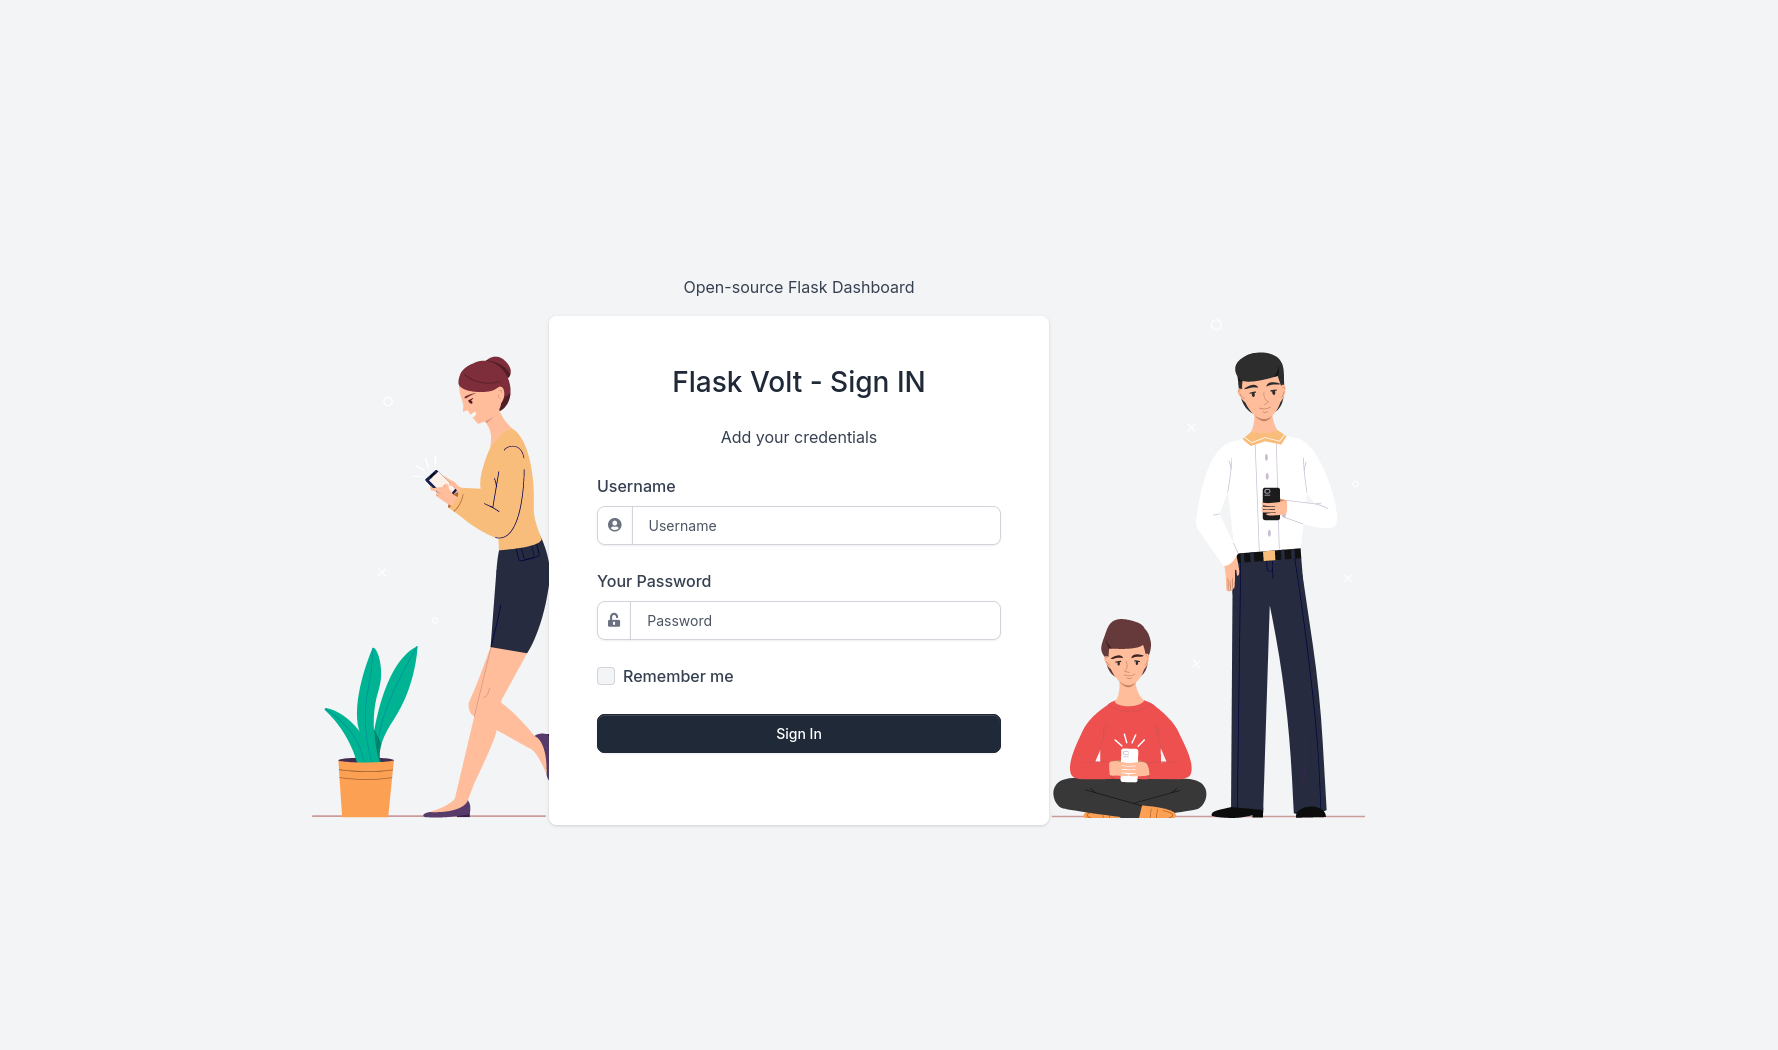 Open-source Flask Dashboard
Flask Volt - Sign IN
Add your credentials
Username
Username
Your Password
Password
Remember me
Sign In